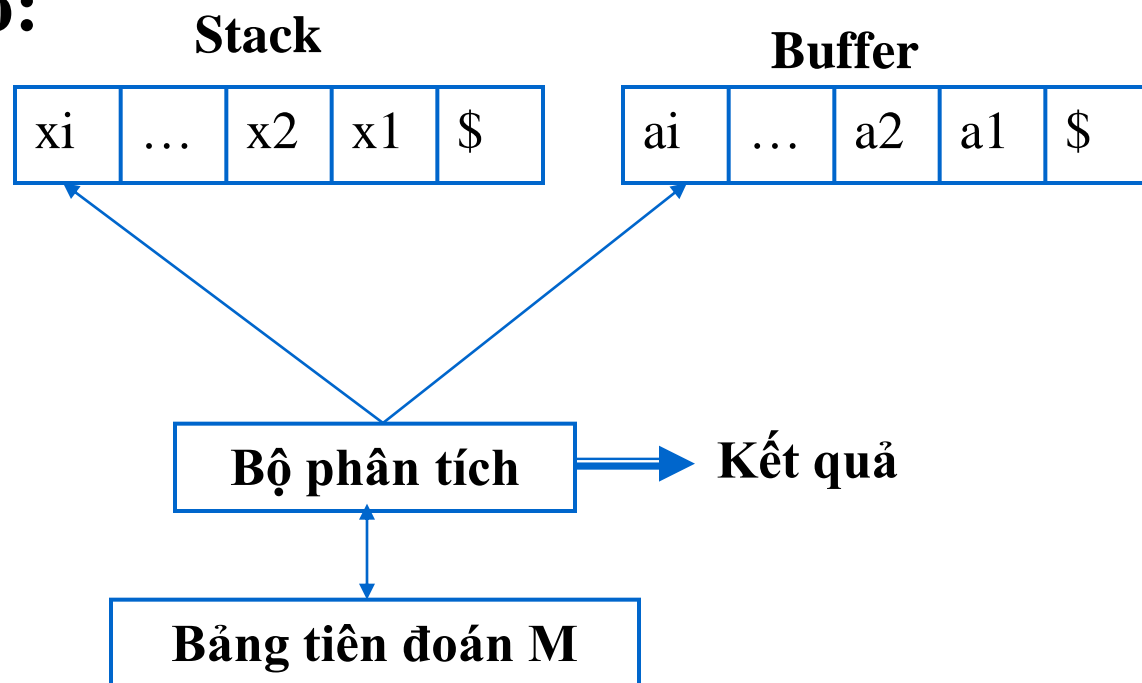 Stack
Buffer
xi … x2 x1 $
ai … a2 a1 $
Bộ phân tích
Kết quả
Bảng tiên đoán M